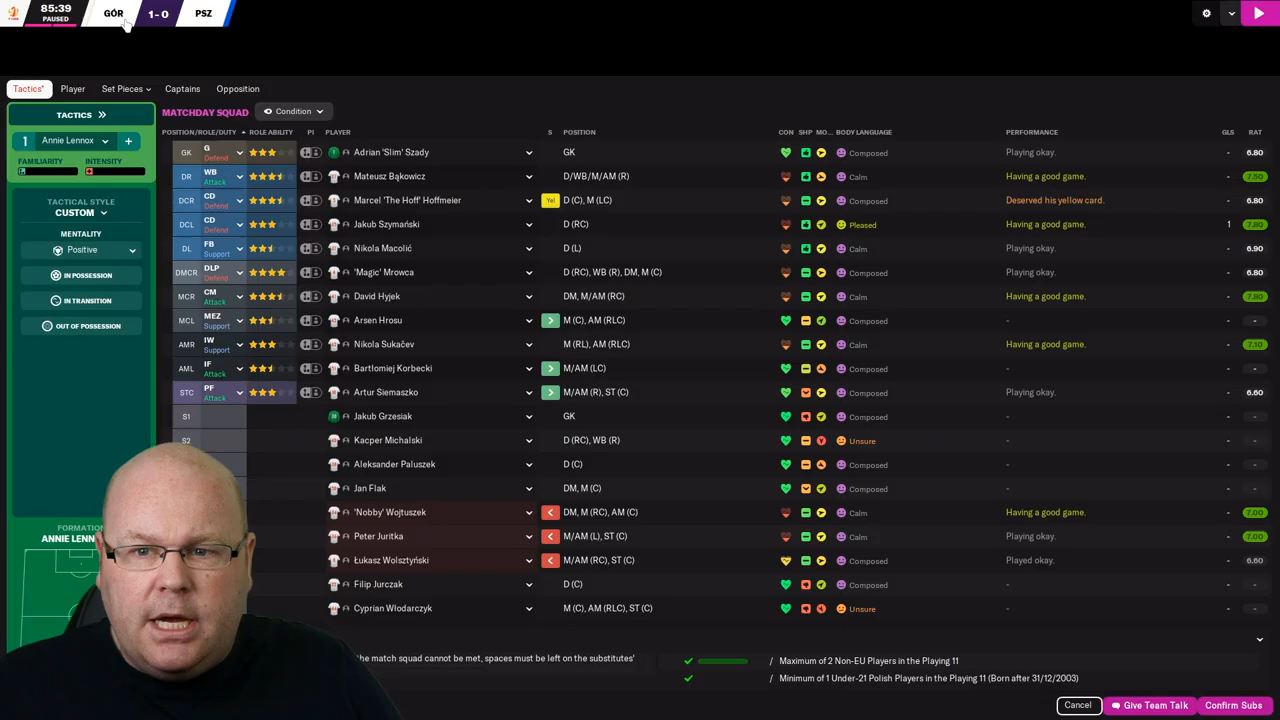 85:39 GÓR 1 - 0 PSZ
PAUSED
Tactics* Player Set Pieces Captains Opposition
TACTICS MATCHDAY SQUAD Condition
POSITION/ROLE/DUTY ROLE ABILITY PI PLAYER S POSITION CON SHP MO... BODY LANGUAGE PERFORMANCE GLS RAT
1 Annie Lennox
FAMILIARITY INTENSITY
TACTICAL STYLE
CUSTOM
MENTALITY
Positive
IN POSSESSION
IN TRANSITION
OUT OF POSSESSION
GK G Defend Adrian 'Slim' Szady GK Composed Playing okay. - 6.80
DR WB Attack Mateusz Bąkowicz D/WB/M/AM (R) Calm Having a good game. - 7.50
DCR CD Defend Marcel 'The Hoff' Hoffmeier Yel D (C), M (LC) Composed Deserved his yellow card. - 6.80
DCL CD Defend Jakub Szymański D (RC) Pleased Having a good game. 1 7.80
DL FB Support Nikola Macolić D (L) Calm Playing okay. - 6.90
DMCR DLP Defend 'Magic' Mrowca D (RC), WB (R), DM, M (C) Composed Playing okay. - 6.80
MCR CM Attack David Hyjek DM, M/AM (RC) Calm Having a good game. - 7.80
MCL MEZ Support Arsen Hrosu M (C), AM (RLC) Composed - - -
AMR IW Support Nikola Sukačev M (RL), AM (RLC) Calm Having a good game. - 7.10
AML IF Attack Bartłomiej Korbecki M/AM (LC) Composed - - -
STC PF Attack Artur Siemaszko M/AM (R), ST (C) Composed Playing okay. - 6.60
S1 Jakub Grzesiak GK Composed - - -
S2 Kacper Michalski D (RC), WB (R) Unsure - - -
Aleksander Paluszek D (C) Composed - - -
Jan Flak DM, M (C) Composed - - -
'Nobby' Wojtuszek DM, M (RC), AM (C) Calm Having a good game. - 7.00
Peter Juritka M/AM (L), ST (C) Calm Having a good game. - 7.00
Łukasz Wolsztyński M/AM (RC), ST (C) Composed Played okay. - 6.60
Filip Jurczak D (C) Composed - - -
Cyprian Włodarczyk M (C), AM (RLC), ST (C) Unsure - - -
FORMATION
ANNIE LENN
the match squad cannot be met, spaces must be left on the substitutes' / Maximum of 2 Non-EU Players in the Playing 11
/ Minimum of 1 Under-21 Polish Players in the Playing 11 (Born after 31/12/2003)
Cancel Give Team Talk Confirm Subs